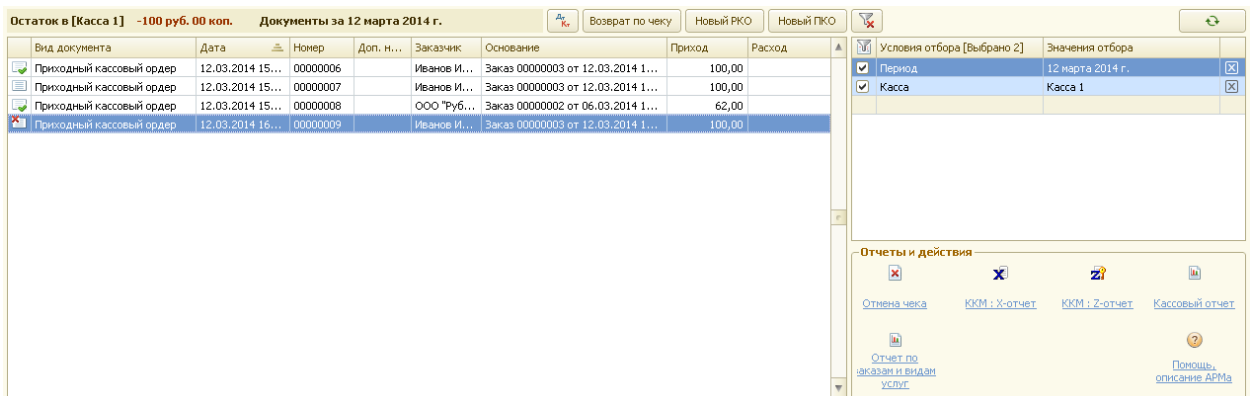 Остаток в [Касса 1] -100 руб. 00 коп. Документы за 12 марта 2014 г. Дт Кт Возврат по чеку Новый РКО Новый ПКО
Вид документа Дата Номер Доп. н... Заказчик Основание Приход Расход
Приходный кассовый ордер 12.03.2014 15... 00000006 Иванов И... Заказ 00000003 от 12.03.2014 1... 100,00
Приходный кассовый ордер 12.03.2014 15... 00000007 Иванов И... Заказ 00000003 от 12.03.2014 1... 100,00
Приходный кассовый ордер 12.03.2014 15... 00000008 ООО "Руб... Заказ 00000002 от 06.03.2014 1... 62,00
Приходный кассовый ордер 12.03.2014 16... 00000009 Иванов И... Заказ 00000003 от 12.03.2014 1... 100,00
Условия отбора [Выбрано 2] Значения отбора
Период 12 марта 2014 г.
Касса Касса 1
Отчеты и действия
X Z?
Отмена чека ККМ : X-отчет ККМ : Z-отчет Кассовый отчет
?
Отчет по
заказам и видам
услуг
Помощь,
описание АРМа